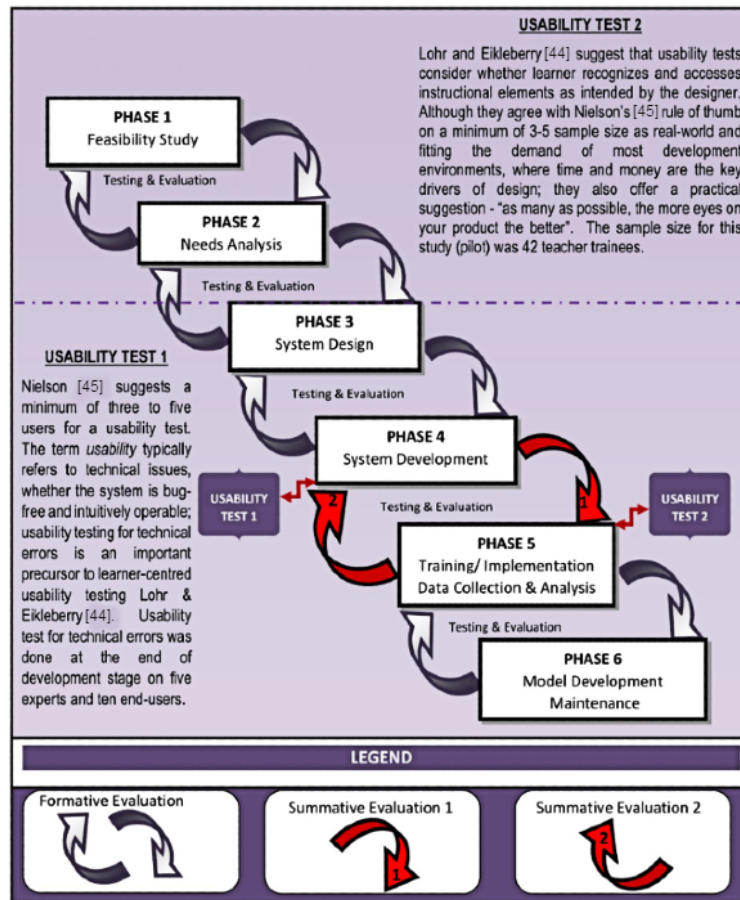 USABILITY TEST 2
Lohr and Eikleberry[44] suggest that usability tests
consider whether learner recognizes and accesses
instructional elements as intended by the designer.
Although they agree with Nielson's [45] rule of thumb
on a minimum of 3-5 sample size as real-world and
fitting the demand of most development
environments, where time and money are the key
drivers of design; they also offer a practical
suggestion - "as many as possible, the more eyes on
your product the better". The sample size for this
study (pilot) was 42 teacher trainees.
PHASE 1
Feasibility Study
Testing & Evaluation
PHASE 2
Needs Analysis
Testing & Evaluation
PHASE 3
System Design
Testing & Evaluation
PHASE 4
System Development
Testing & Evaluation
PHASE 5
Training/ Implementation
Data Collection & Analysis
Testing & Evaluation
PHASE 6
Model Development
Maintenance
USABILITY TEST 1
Nielson [45] suggests a
minimum of three to five
users for a usability test.
The term usability typically
refers to technical issues,
whether the system is bug-
free and intuitively operable;
usability testing for technical
errors is an important
precursor to learner-centred
usability testing Lohr &
Eikleberry[44]. Usability
test for technical errors was
done at the end of
development stage on five
experts and ten end-users.
USABILITY
TEST 1
2
1
USABILITY
TEST 2
LEGEND
Formative Evaluation
Summative Evaluation 1
1
Summative Evaluation 2
2